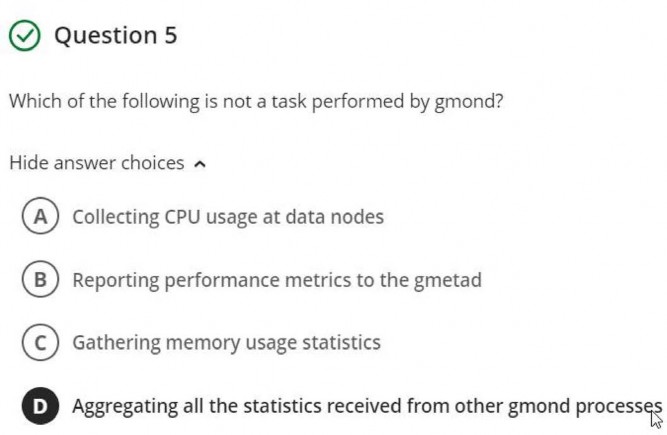 Question 5
Which of the following is not a task performed by gmond?
Hide answer choices
A Collecting CPU usage at data nodes
B Reporting performance metrics to the gmetad
C Gathering memory usage statistics
D Aggregating all the statistics received from other gmond processes